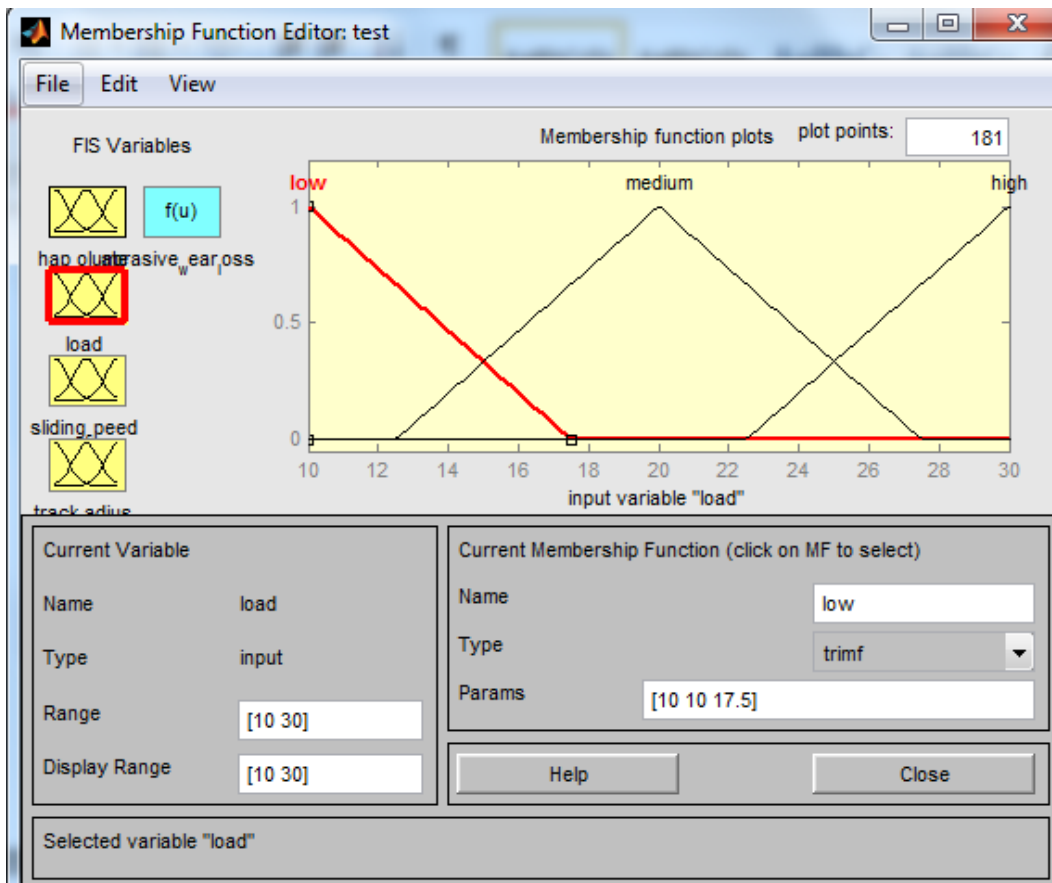 Membership Function Editor: test
File Edit View
FIS Variables
Membership function plots plot points: 181
f(u)
low medium high
1
0.5
0
10 12 14 16 18 20 22 24 26 28 30
input variable "load"
load
sliding_peed
track adius
Current Variable
Name load
Type input
Range [10 30]
Display Range [10 30]
Current Membership Function (click on MF to select)
Name low
Type trimf
Params [10 10 17.5]
Help Close
Selected variable "load"